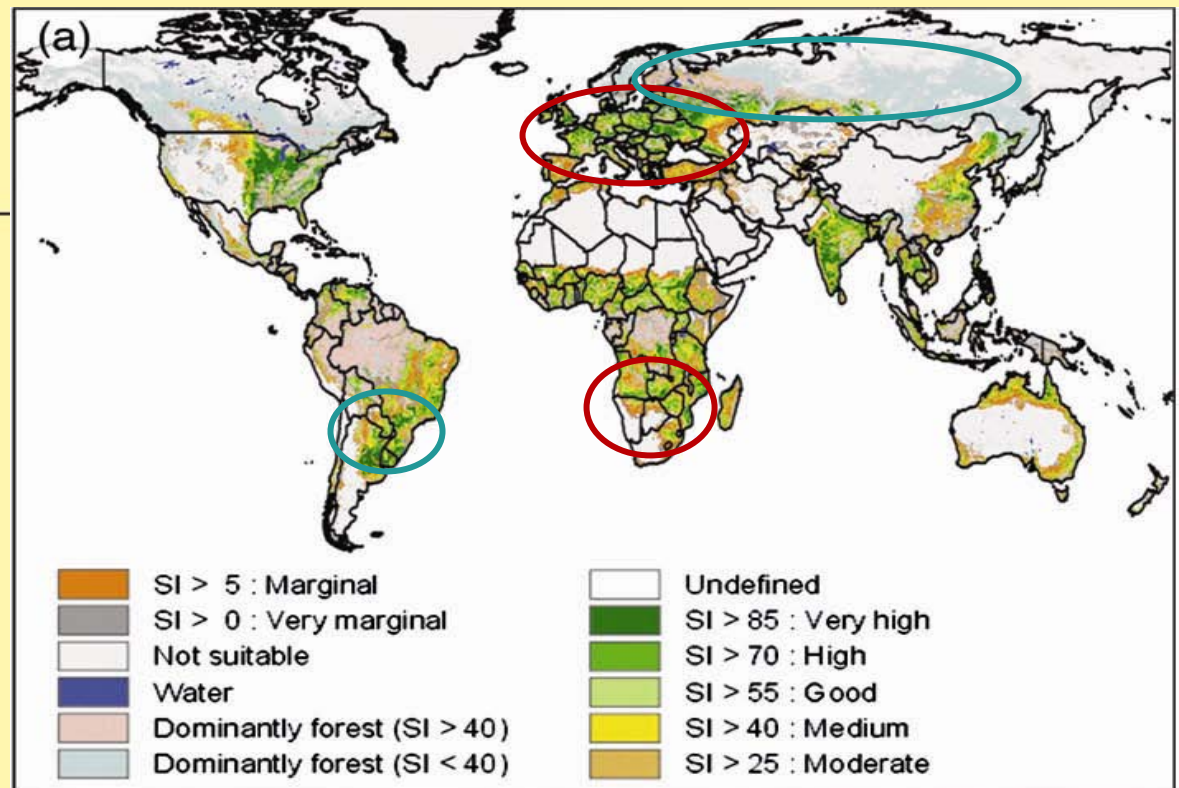 (a)
SI > 5 : Marginal
SI > 0 : Very marginal
Not suitable
Water
Dominantly forest (SI > 40)
Dominantly forest (SI < 40)
Undefined
SI > 85 : Very high
SI > 70 : High
SI > 55 : Good
SI > 40 : Medium
SI > 25 : Moderate